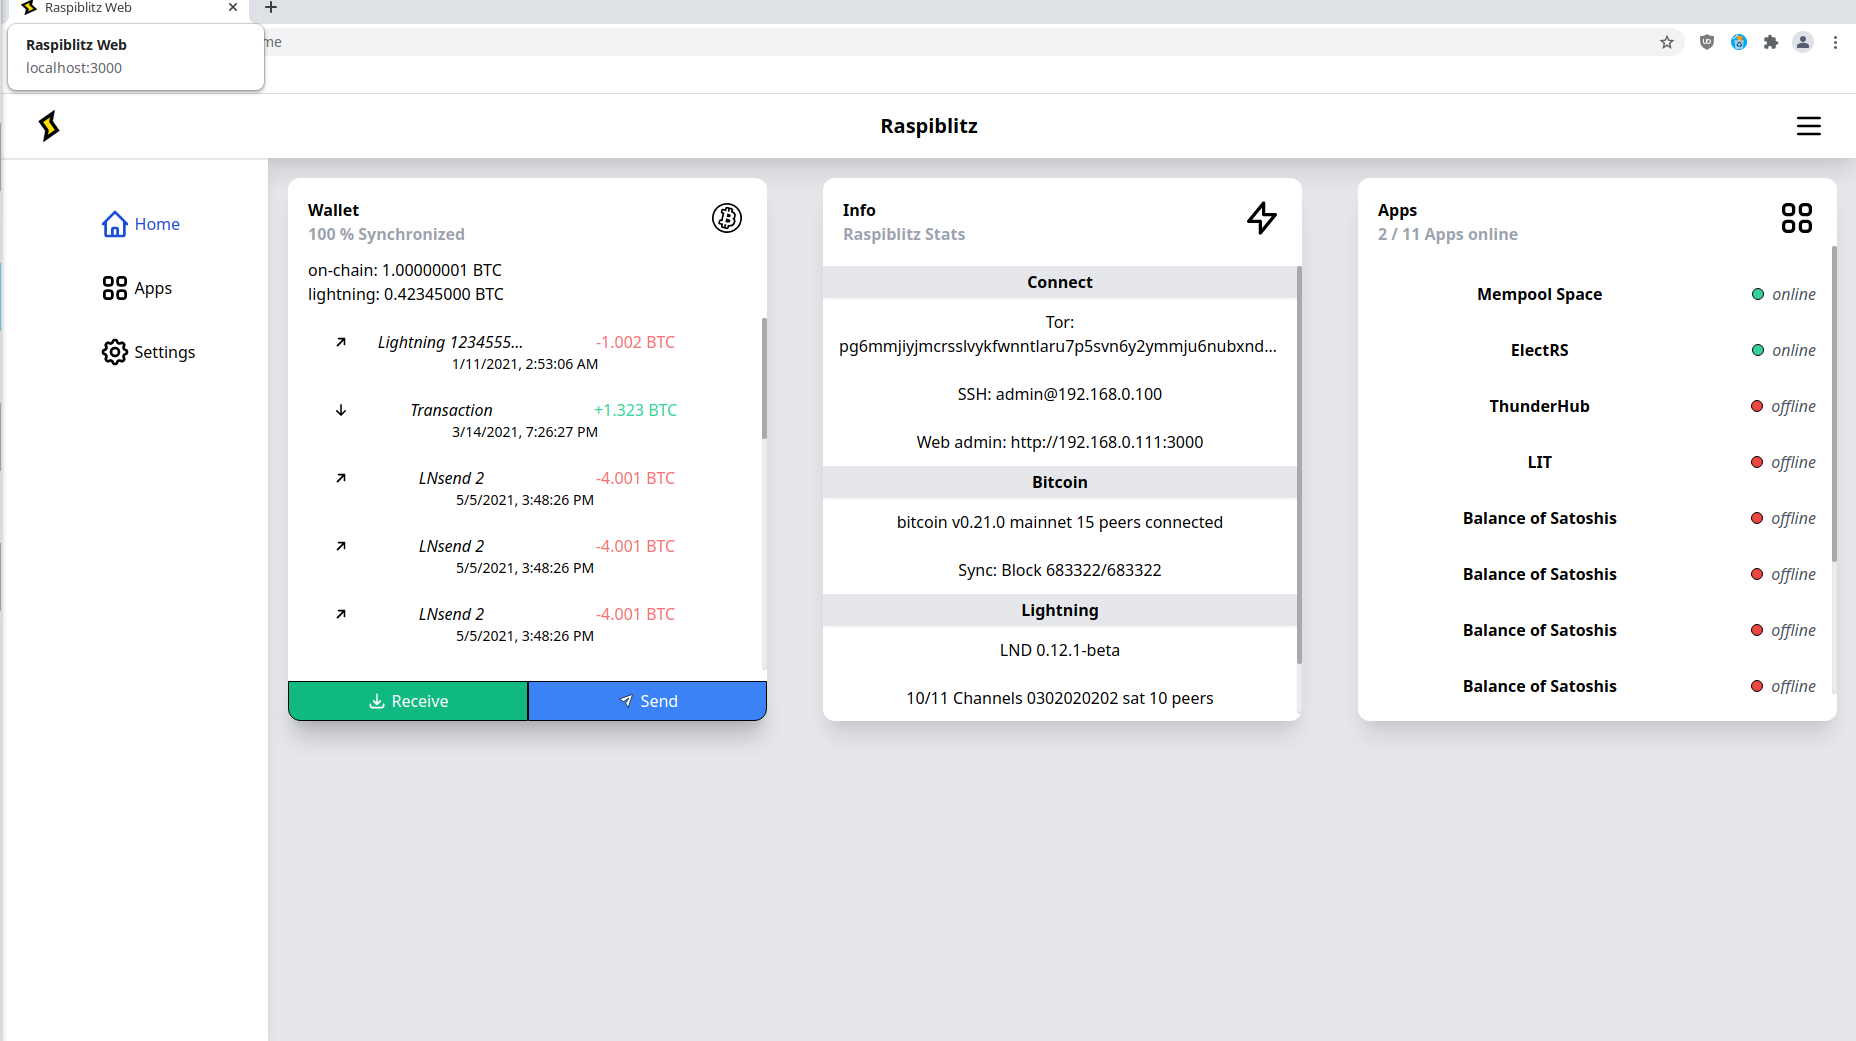 Raspiblitz Web
Raspiblitz Web
localhost:3000
me
Raspiblitz
Home
Apps
Settings
Wallet
100 % Synchronized
on-chain: 1.00000001 BTC
lightning: 0.42345000 BTC
Lightning 1234555... -1.002 BTC
1/11/2021, 2:53:06 AM
Transaction +1.323 BTC
3/14/2021, 7:26:27 PM
LNsend 2 -4.001 BTC
5/5/2021, 3:48:26 PM
LNsend 2 -4.001 BTC
5/5/2021, 3:48:26 PM
LNsend 2 -4.001 BTC
5/5/2021, 3:48:26 PM
Receive
Send
Info
Raspiblitz Stats
Connect
Tor:
pg6mmjiyjmcrsslvykfwnntlaru7p5svn6y2ymmju6nubxnd...
SSH: admin@192.168.0.100
Web admin: http://192.168.0.111:3000
Bitcoin
bitcoin v0.21.0 mainnet 15 peers connected
Sync: Block 683322/683322
Lightning
LND 0.12.1-beta
10/11 Channels 0302020202 sat 10 peers
Apps
2 / 11 Apps online
Mempool Space online
ElectRS online
ThunderHub offline
LIT offline
Balance of Satoshis offline
Balance of Satoshis offline
Balance of Satoshis offline
Balance of Satoshis offline